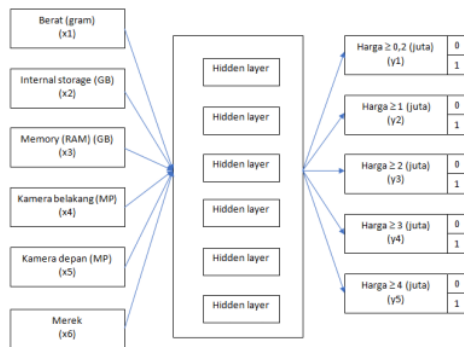 Berat (gram)
(x1)
Internal storage (GB)
(x2)
Memory (RAM) (GB)
(x3)
Kamera belakang (MP)
(x4)
Kamera depan (MP)
(x5)
Merek
(x6)
Hidden layer
Hidden layer
Hidden layer
Hidden layer
Hidden layer
Hidden layer
Harga ≥ 0,2 (juta)
(y1)
0
1
Harga ≥ 1 (juta)
(y2)
0
1
Harga ≥ 2 (juta)
(y3)
0
1
Harga ≥ 3 (juta)
(y4)
0
1
Harga ≥ 4 (juta)
(y5)
0
1